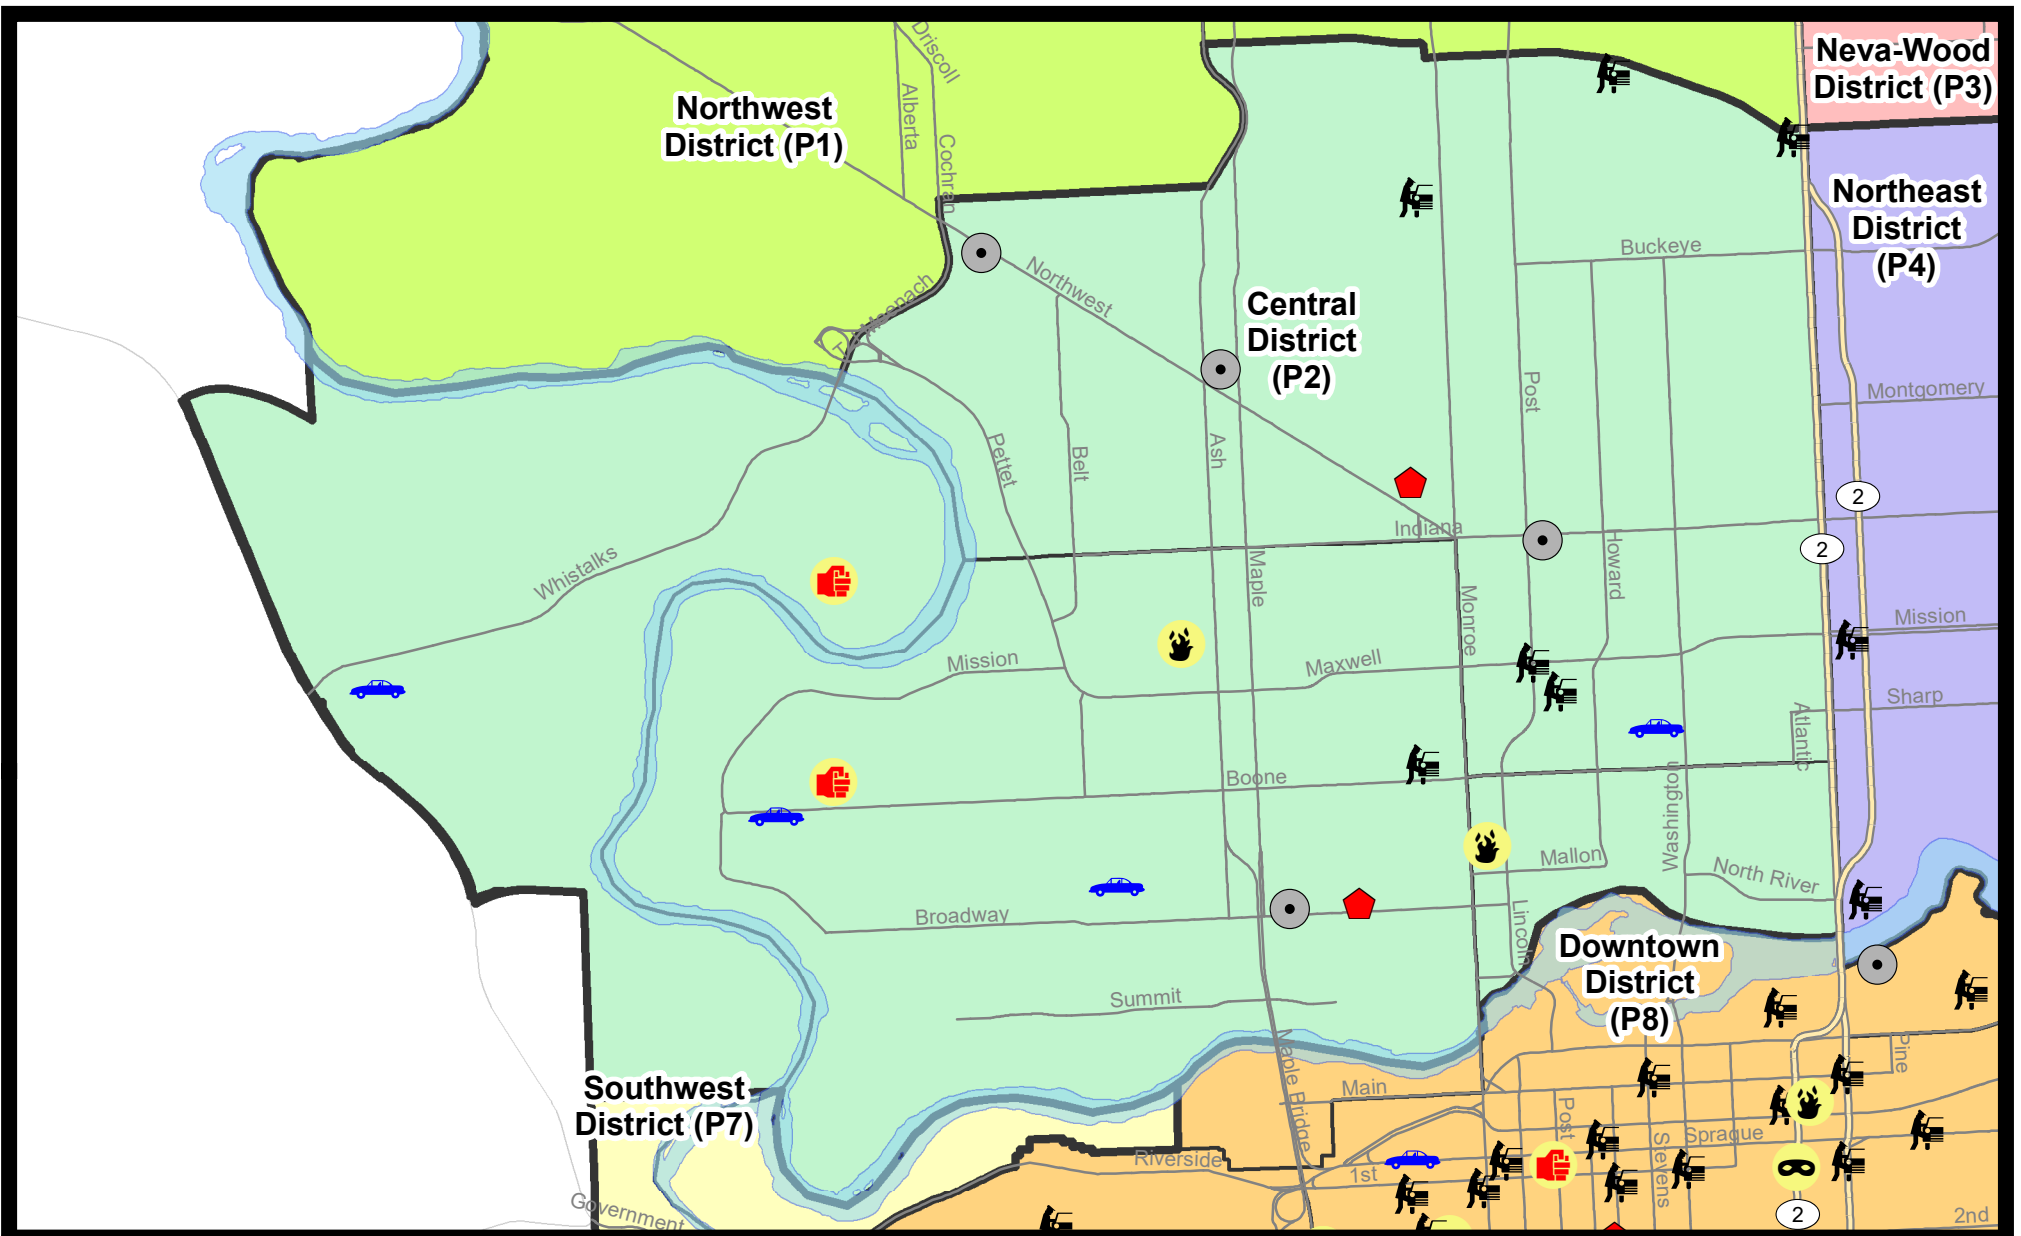 Neva-Wood
District (P3)
Driscoll
Northwest
District (P1)
Alberta
Cochran
Northeast
District
(P4)
Buckeye
Northwest
Central
District
(P2)
Post
Montgomery
Pettet
Belt
Ash
2
Indiana
2
Howard
Whistalks
Maple
Monroe
Mission
Mission
Maxwell
Sharp
Atlantic
Boone
Washington
Mallon
North River
Broadway
Lincoln
Downtown
District
(P8)
Summit
Maple Bridge
Pine
Southwest
District (P7)
Main
Post
Stevens
Sprague
Riverside
1st
Government
2
2nd